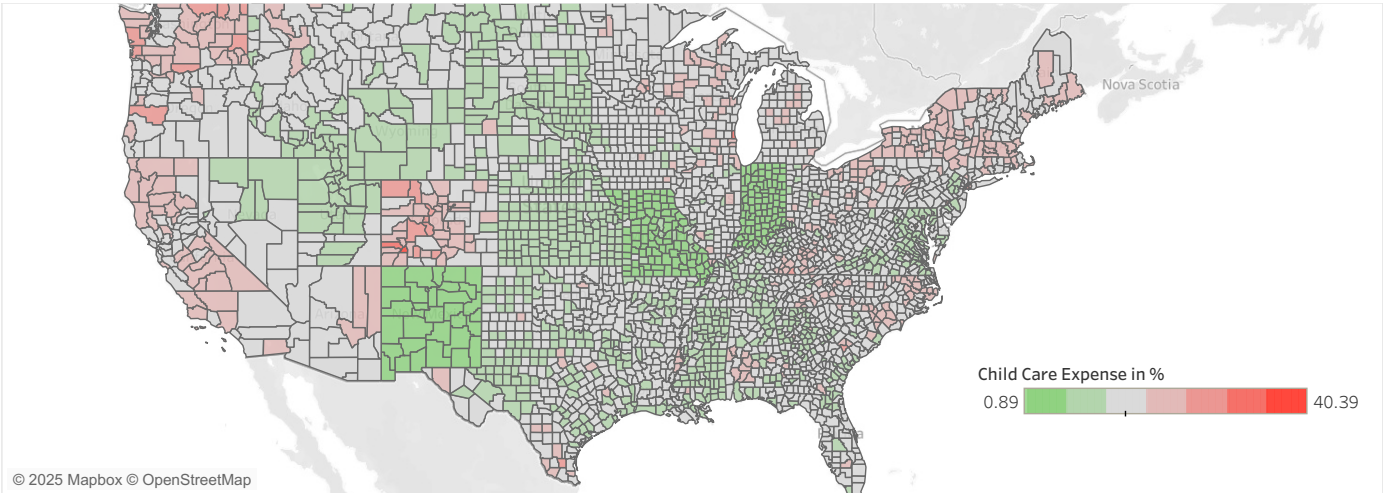 Nova Scotia
Wyoming
Child Care Expense in %
0.89
40.39
© 2025 Mapbox © OpenStreetMap